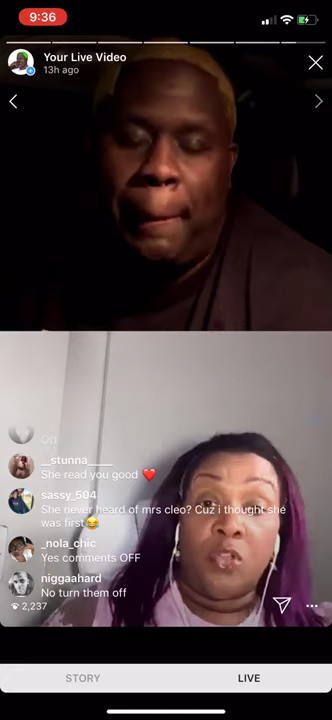 9:36
Your Live Video
13h ago
__stunna____
She read you good ❤️
sassy_504
She never heard of mrs cleo? Cuz i thought she
was first😂
_nola_chic
Yes comments OFF
niggaahard
No turn them off
2,237
STORY
LIVE